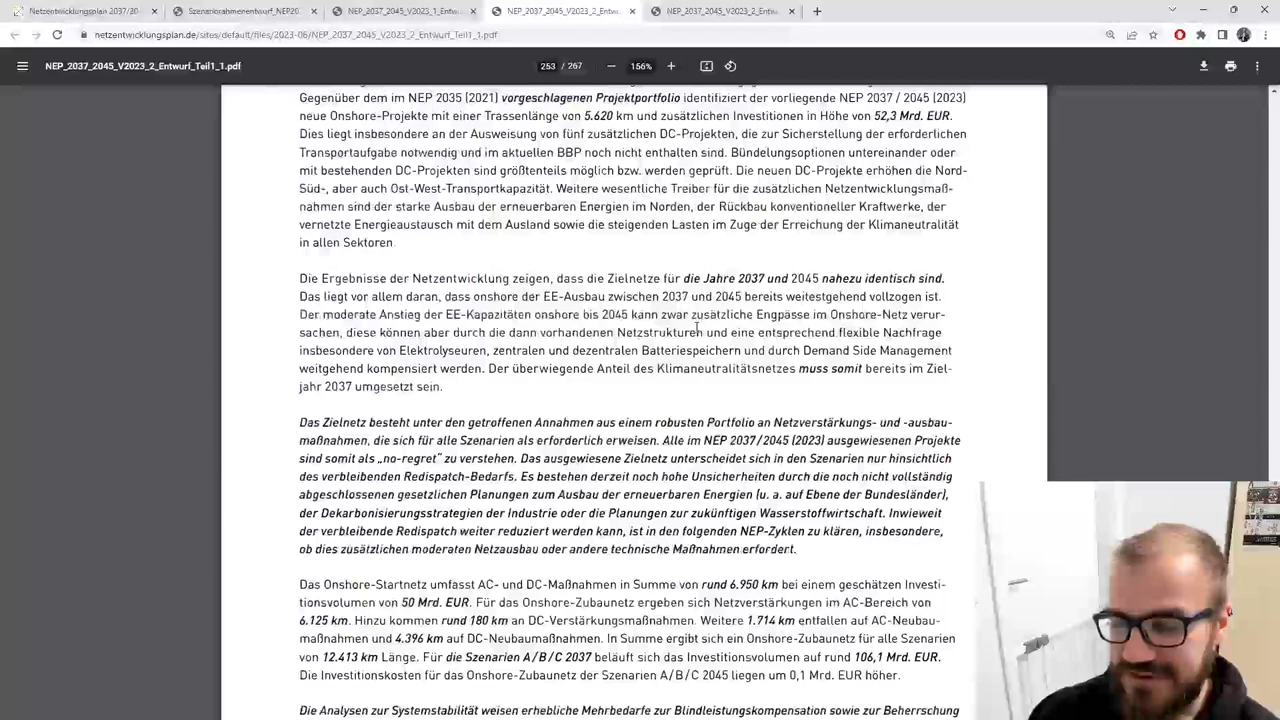 Netzentwicklungsplan 2037/20
Szenariorahmenentwurf_NEP20
NEP_2037_2045_V2023_1_Entwurf
NEP_2037_2045_V2023_2_Entwu
NEP_2037_2045_V2023_2_Entwu
netzentwicklungsplan.de/sites/default/files/2023-06/NEP_2037_2045_V2023_2_Entwurf_Teil1_1.pdf
NEP_2037_2045_V2023_2_Entwurf_Teil1_1.pdf
253 / 267
156%
Gegenüber dem im NEP 2035 (2021) vorgeschlagenen Projektportfolio identifiziert der vorliegende NEP 2037 / 2045 (2023)
neue Onshore-Projekte mit einer Trassenlänge von 5.620 km und zusätzlichen Investitionen in Höhe von 52,3 Mrd. EUR.
Dies liegt insbesondere an der Ausweisung von fünf zusätzlichen DC-Projekten, die zur Sicherstellung der erforderlichen
Transportaufgabe notwendig und im aktuellen BBP noch nicht enthalten sind. Bündelungsoptionen untereinander oder
mit bestehenden DC-Projekten sind größtenteils möglich bzw. werden geprüft. Die neuen DC-Projekte erhöhen die Nord-
Süd-, aber auch Ost-West-Transportkapazität. Weitere wesentliche Treiber für die zusätzlichen Netzentwicklungsmaß-
nahmen sind der starke Ausbau der erneuerbaren Energien im Norden, der Rückbau konventioneller Kraftwerke, der
vernetzte Energieaustausch mit dem Ausland sowie die steigenden Lasten im Zuge der Erreichung der Klimaneutralität
in allen Sektoren.
Die Ergebnisse der Netzentwicklung zeigen, dass die Zielnetze für die Jahre 2037 und 2045 nahezu identisch sind.
Das liegt vor allem daran, dass onshore der EE-Ausbau zwischen 2037 und 2045 bereits weitestgehend vollzogen ist.
Der moderate Anstieg der EE-Kapazitäten onshore bis 2045 kann zwar zusätzliche Engpässe im Onshore-Netz verur-
sachen, diese können aber durch die dann vorhandenen Netzstrukturen und eine entsprechend flexible Nachfrage
insbesondere von Elektrolyseuren, zentralen und dezentralen Batteriespeichern und durch Demand Side Management
weitgehend kompensiert werden. Der überwiegende Anteil des Klimaneutralitätsnetzes muss somit bereits im Ziel-
jahr 2037 umgesetzt sein.
Das Zielnetz besteht unter den getroffenen Annahmen aus einem robusten Portfolio an Netzverstärkungs- und -ausbau-
maßnahmen, die sich für alle Szenarien als erforderlich erweisen. Alle im NEP 2037/2045 (2023) ausgewiesenen Projekte
sind somit als „no-regret“ zu verstehen. Das ausgewiesene Zielnetz unterscheidet sich in den Szenarien nur hinsichtlich
des verbleibenden Redispatch-Bedarfs. Es bestehen derzeit noch hohe Unsicherheiten durch die noch nicht vollständig
abgeschlossenen gesetzlichen Planungen zum Ausbau der erneuerbaren Energien (u. a. auf Ebene der Bundesländer),
der Dekarbonisierungsstrategien der Industrie oder die Planungen zur zukünftigen Wasserstoffwirtschaft. Inwieweit
der verbleibende Redispatch weiter reduziert werden kann, ist in den folgenden NEP-Zyklen zu klären, insbesondere,
ob dies zusätzlichen moderaten Netzausbau oder andere technische Maßnahmen erfordert.
Das Onshore-Startnetz umfasst AC- und DC-Maßnahmen in Summe von rund 6.950 km bei einem geschätzen Investi-
tionsvolumen von 50 Mrd. EUR. Für das Onshore-Zubaunetz ergeben sich Netzverstärkungen im AC-Bereich von
6.125 km. Hinzu kommen rund 180 km an DC-Verstärkungsmaßnahmen. Weitere 1.714 km entfallen auf AC-Neubau-
maßnahmen und 4.396 km auf DC-Neubaumaßnahmen. In Summe ergibt sich ein Onshore-Zubaunetz für alle Szenarien
von 12.413 km Länge. Für die Szenarien A / B / C 2037 beläuft sich das Investitionsvolumen auf rund 106,1 Mrd. EUR.
Die Investitionskosten für das Onshore-Zubaunetz der Szenarien A / B / C 2045 liegen um 0,1 Mrd. EUR höher.
Die Analysen zur Systemstabilität weisen erhebliche Mehrbedarfe zur Blindleistungskompensation sowie zur Beherrschung